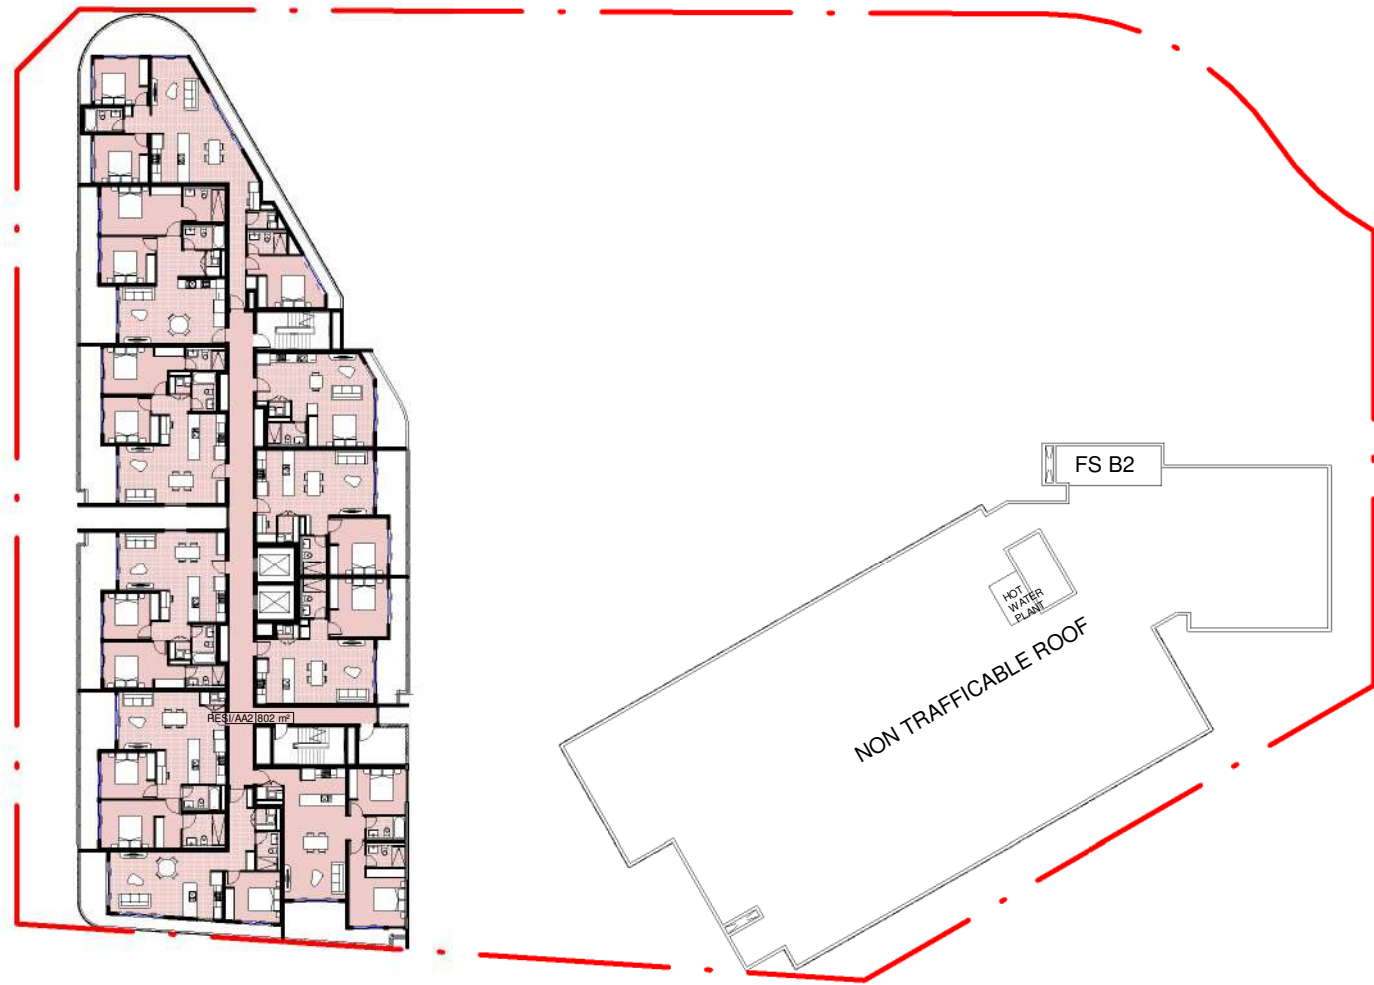 FS B2
HOT
WATER
PLANT
NON TRAFFICABLE ROOF
RESI/AA2 802 m²